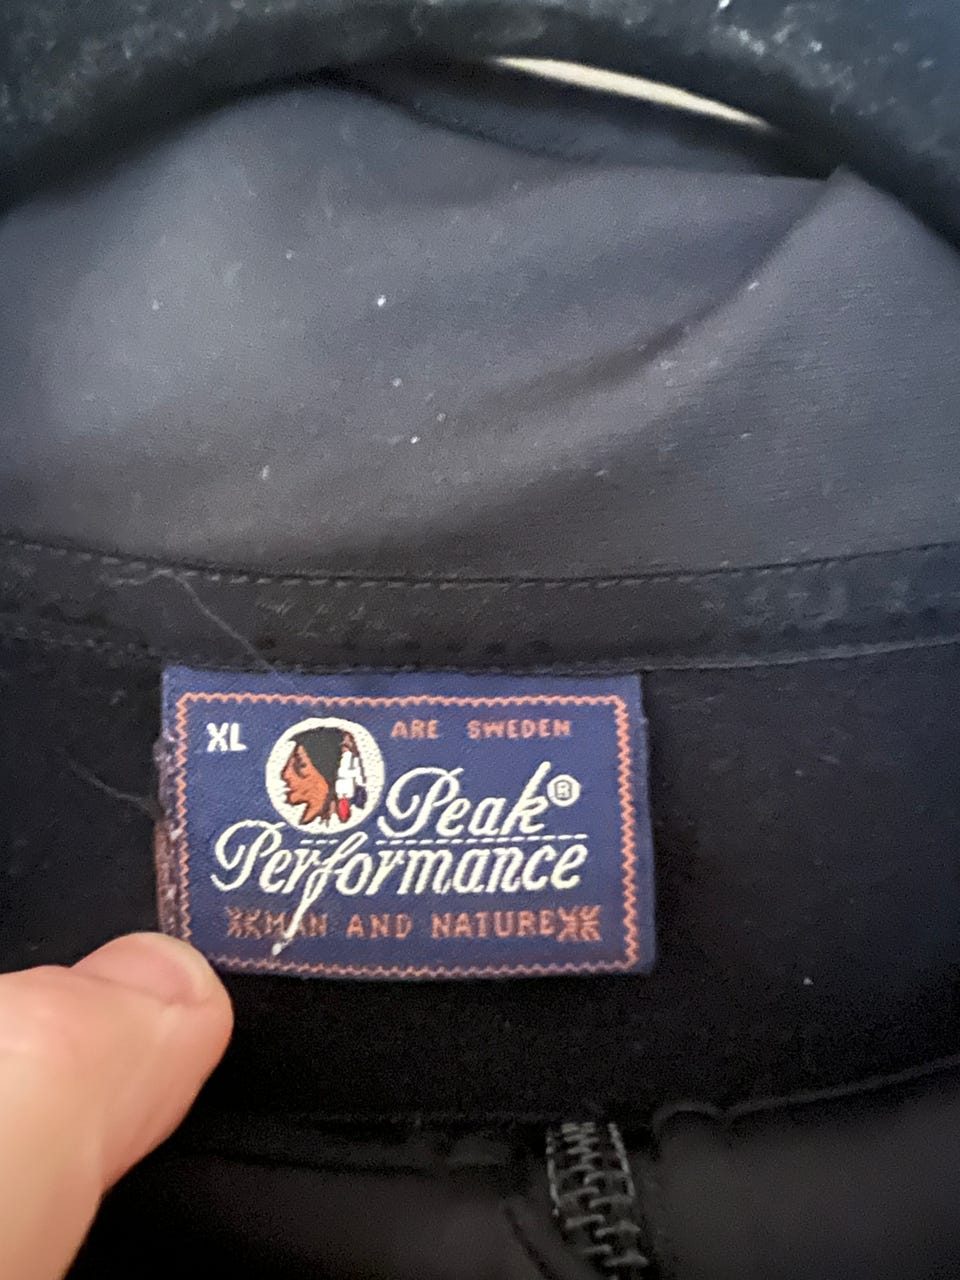 XL
ARE SWEDEN
Peak®
Performance
MAN AND NATURE